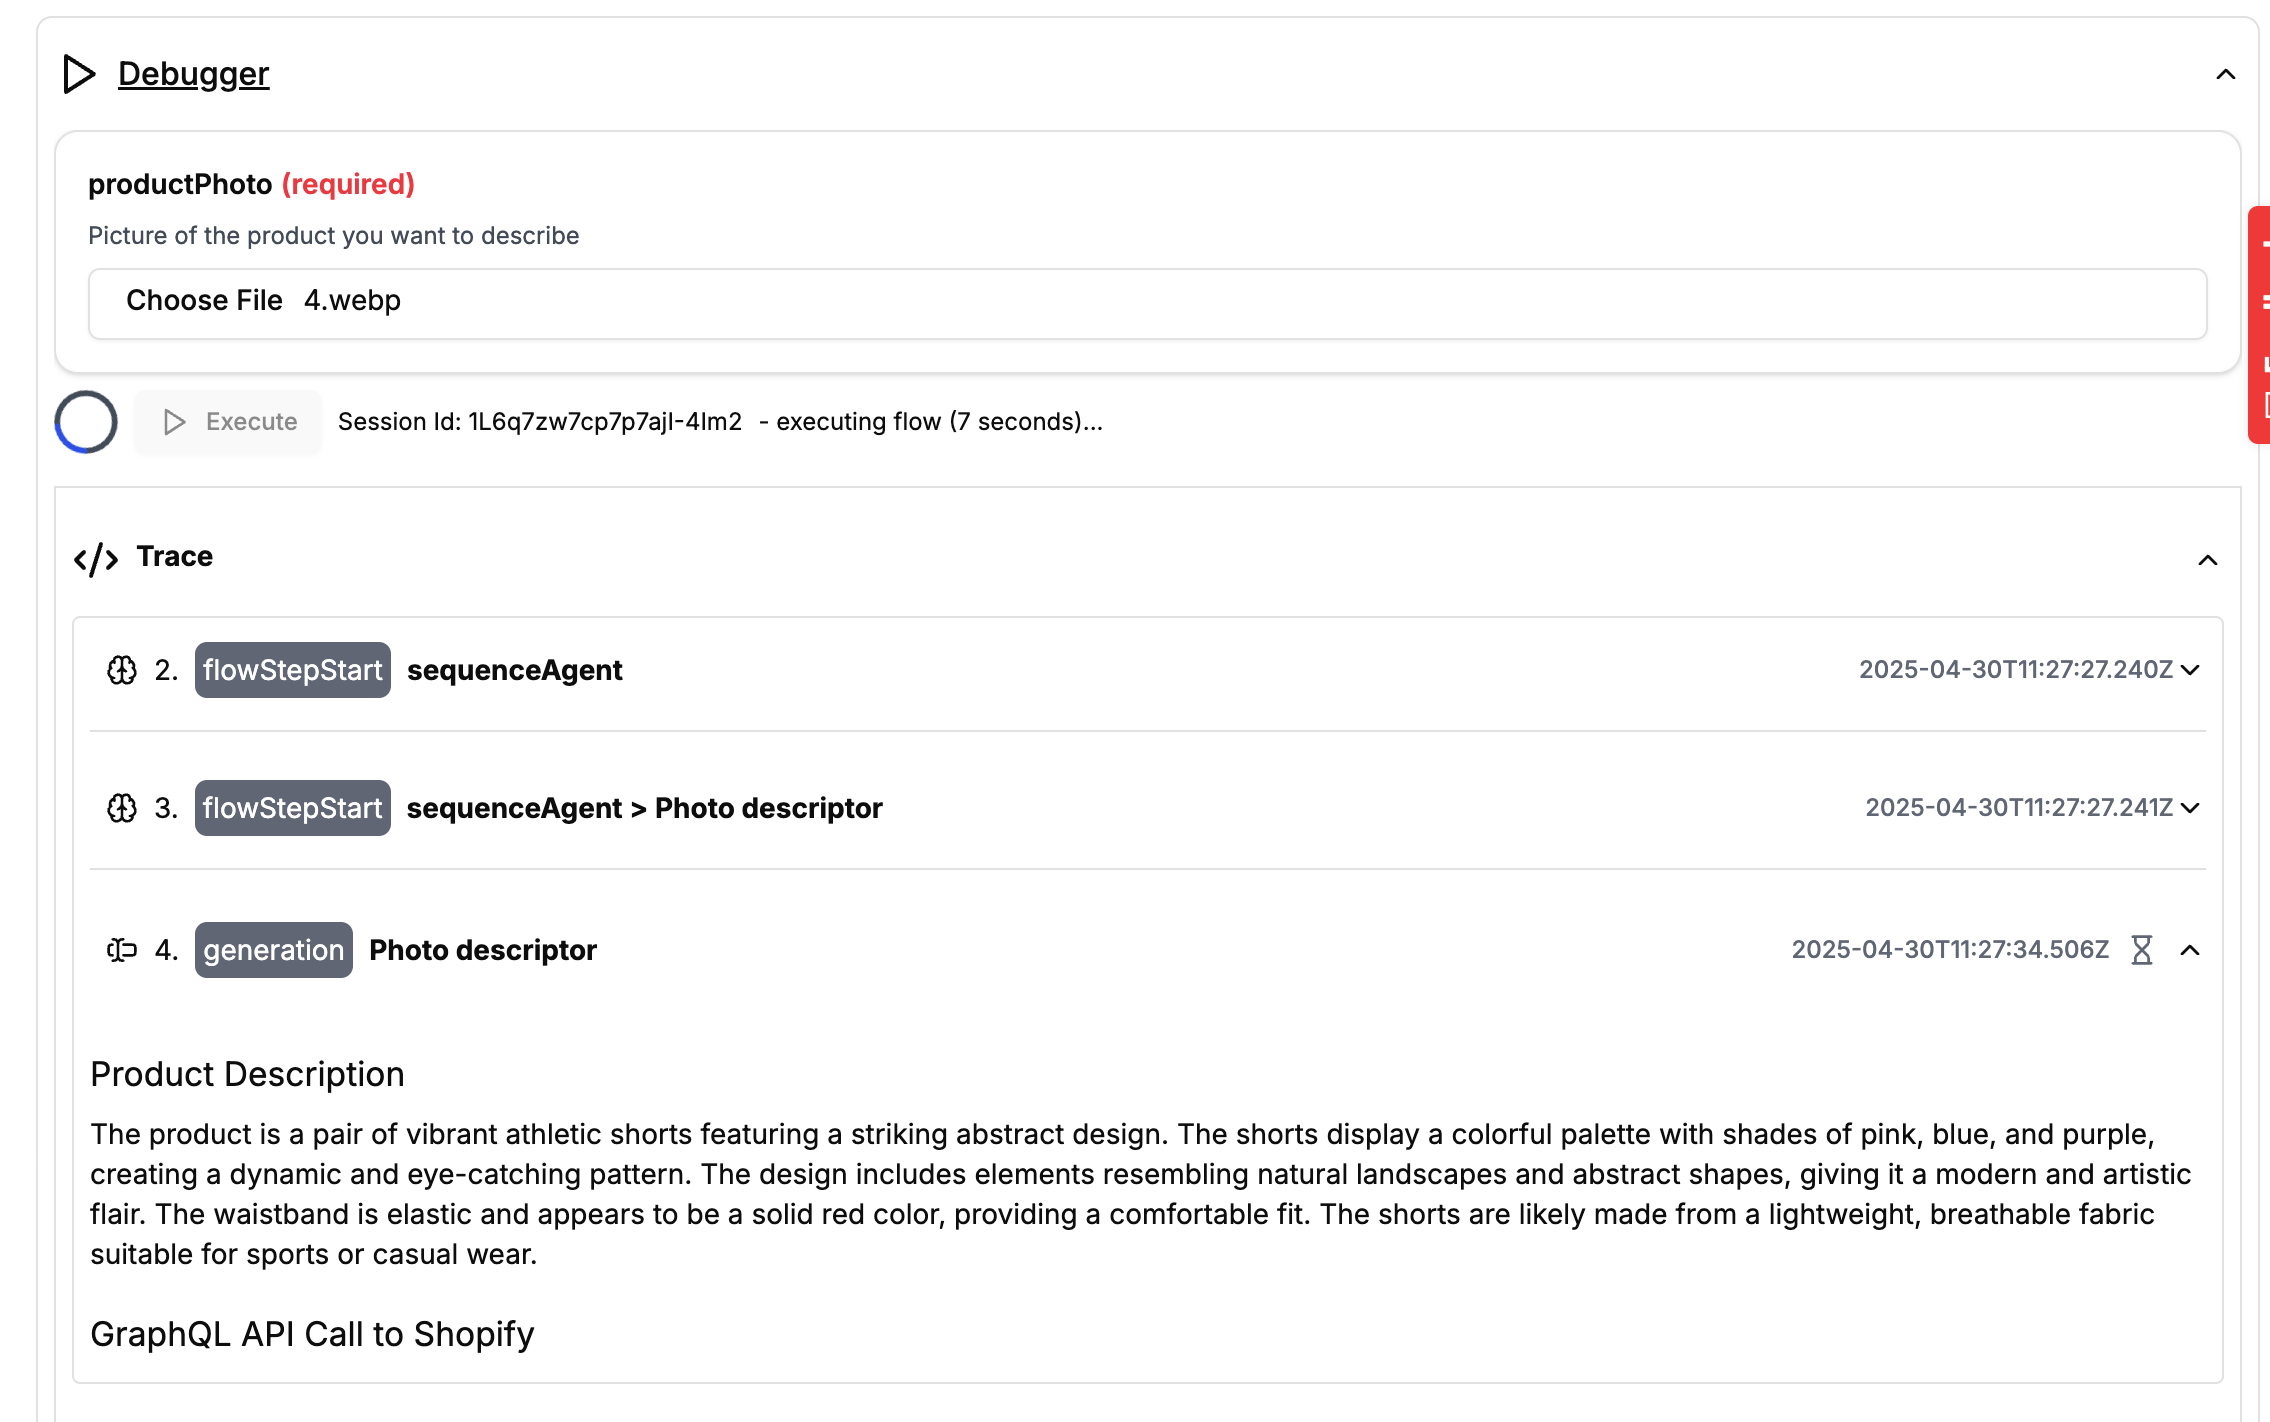 Debugger
productPhoto (required)
Picture of the product you want to describe
Choose File 4.webp
Execute Session Id: 1L6q7zw7cp7p7ajI-4Im2 - executing flow (7 seconds)...
</> Trace
2. flowStepStart sequenceAgent 2025-04-30T11:27:27.240Z
3. flowStepStart sequenceAgent > Photo descriptor 2025-04-30T11:27:27.241Z
4. generation Photo descriptor 2025-04-30T11:27:34.506Z
Product Description
The product is a pair of vibrant athletic shorts featuring a striking abstract design. The shorts display a colorful palette with shades of pink, blue, and purple,
creating a dynamic and eye-catching pattern. The design includes elements resembling natural landscapes and abstract shapes, giving it a modern and artistic
flair. The waistband is elastic and appears to be a solid red color, providing a comfortable fit. The shorts are likely made from a lightweight, breathable fabric
suitable for sports or casual wear.
GraphQL API Call to Shopify